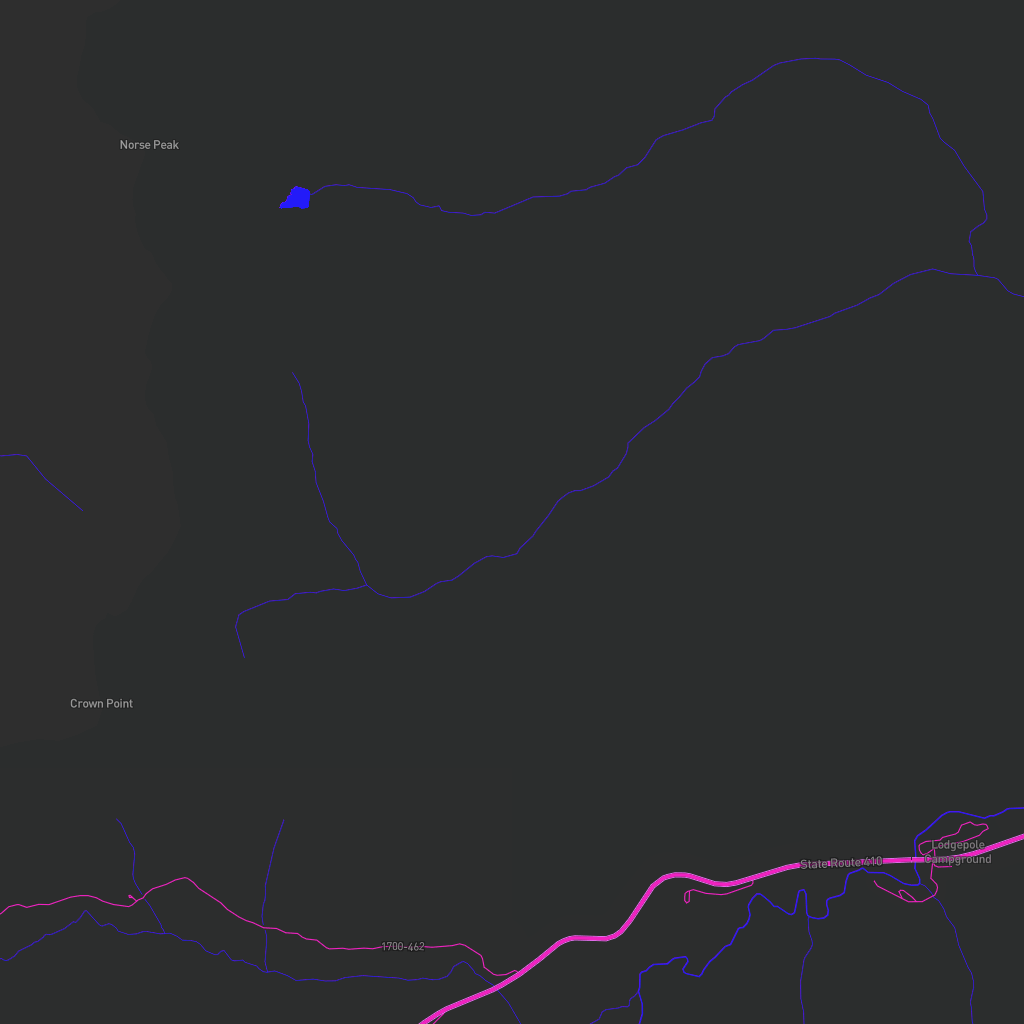 Norse Peak
Crown Point
Lodgepole
Campground
State Route 410
1700-462